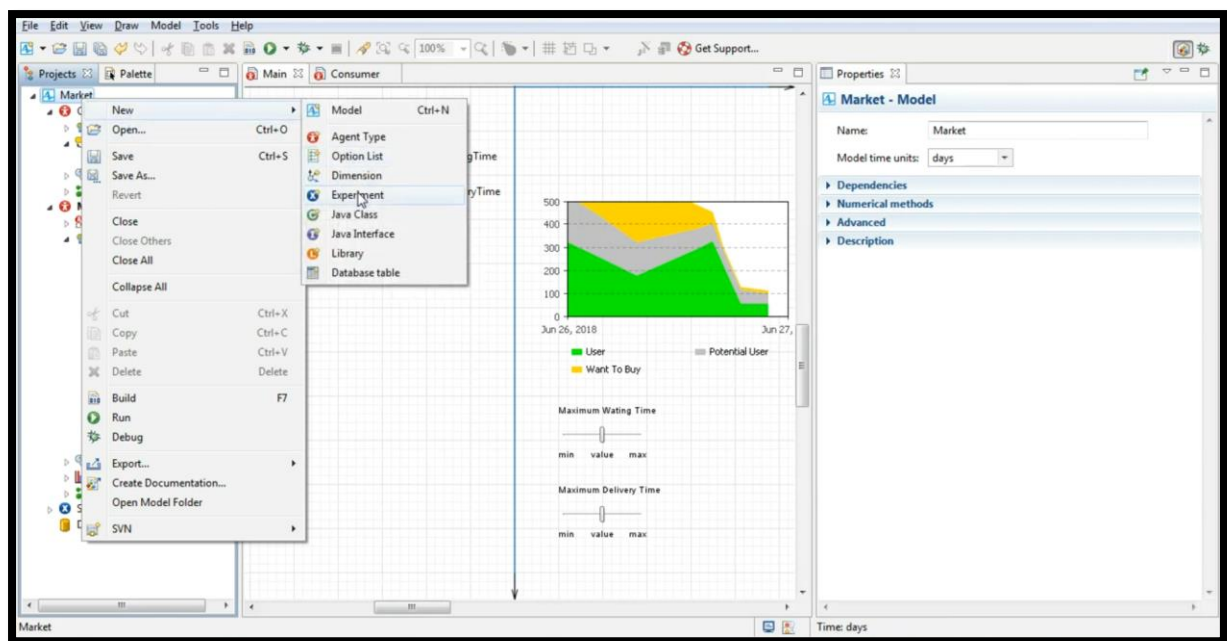 File Edit View Draw Model Tools Help
100% Get Support...
Projects Palette
Main Consumer
Properties
Market
New
Open... Ctrl+O
Save Ctrl+S
Save As...
Revert
Close
Close Others
Close All
Collapse All
Cut Ctrl+X
Copy Ctrl+C
Paste Ctrl+V
Delete Delete
Build F7
Run
Debug
Export...
Create Documentation...
Open Model Folder
SVN
Model Ctrl+N
Agent Type
Option List
Dimension
Experiment
Java Class
Java Interface
Library
Database table
gTime
ryTime
500
400
300
200
100
0
Jun 26, 2018 Jun 27,
User Potential User
Want To Buy
Maximum Wating Time
min value max
Maximum Delivery Time
min value max
Market - Model
Name: Market
Model time units: days
Dependencies
Numerical methods
Advanced
Description
Market
Time: days